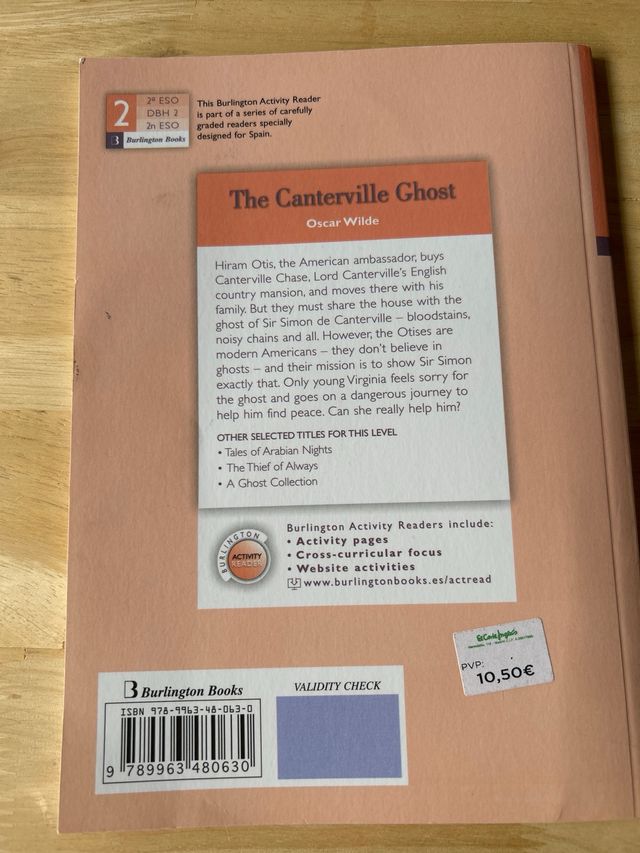 2
2º ESO
DBH 2
2n ESO
B Burlington Books
This Burlington Activity Reader
is part of a series of carefully
graded readers specially
designed for Spain.
The Canterville Ghost
Oscar Wilde
Hiram Otis, the American ambassador, buys
Canterville Chase, Lord Canterville's English
country mansion, and moves there with his
family. But they must share the house with the
ghost of Sir Simon de Canterville – bloodstains,
noisy chains and all. However, the Otises are
modern Americans – they don't believe in
ghosts – and their mission is to show Sir Simon
exactly that. Only young Virginia feels sorry for
the ghost and goes on a dangerous journey to
help him find peace. Can she really help him?
OTHER SELECTED TITLES FOR THIS LEVEL
• Tales of Arabian Nights
• The Thief of Always
• A Ghost Collection
BURLINGTON
ACTIVITY
READER
Burlington Activity Readers include:
• Activity pages
• Cross-curricular focus
• Website activities
www.burlingtonbooks.es/actread
El Corte Inglés
PVP:
10,50€
B Burlington Books
ISBN 978-9963-48-063-0
9 789963 480630
VALIDITY CHECK